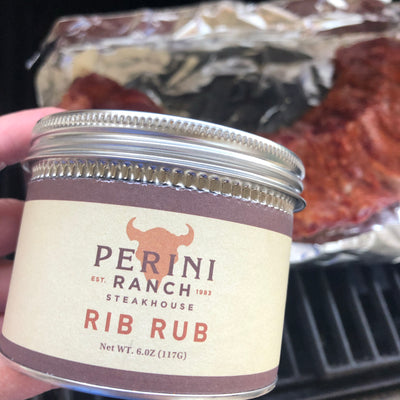 PERINI
EST. RANCH 1983
STEAKHOUSE
RIB RUB
Net WT. 6.0Z (117G)